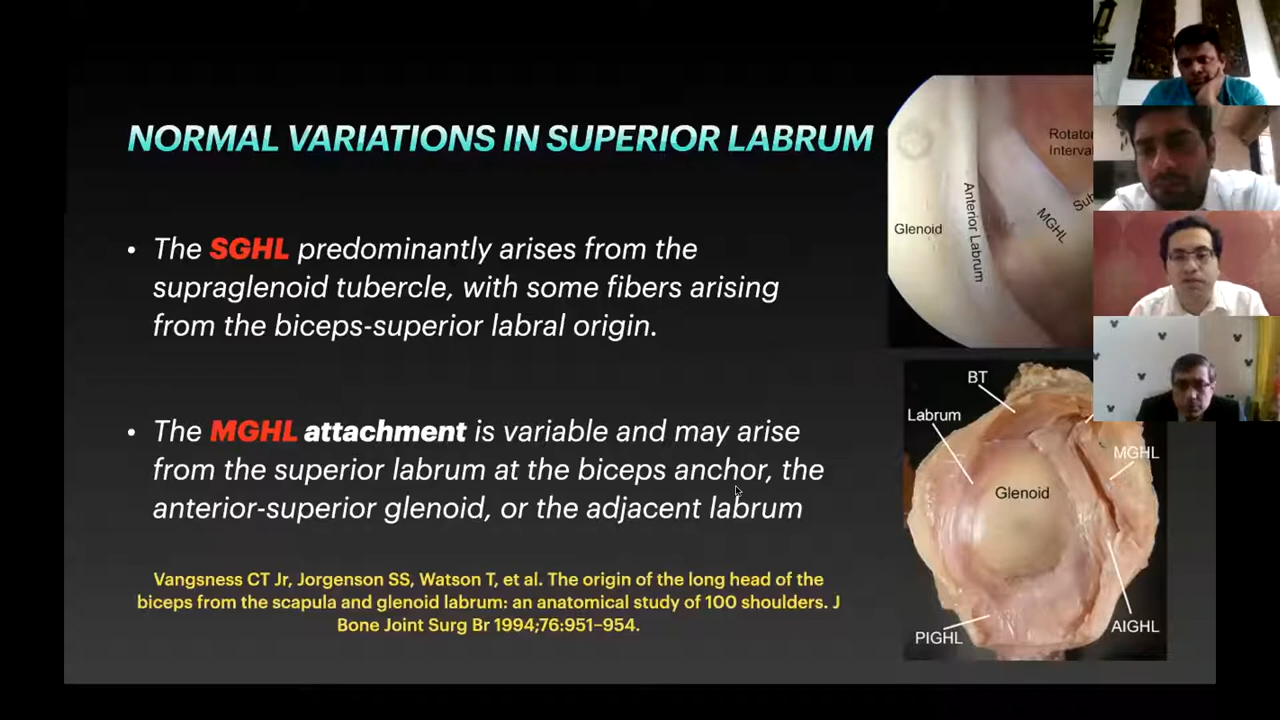 NORMAL VARIATIONS IN SUPERIOR LABRUM
• The SGHL predominantly arises from the
supraglenoid tubercle, with some fibers arising
from the biceps-superior labral origin.
• The MGHL attachment is variable and may arise
from the superior labrum at the biceps anchor, the
anterior-superior glenoid, or the adjacent labrum
Vangsness CT Jr, Jorgenson SS, Watson T, et al. The origin of the long head of the
biceps from the scapula and glenoid labrum: an anatomical study of 100 shoulders. J
Bone Joint Surg Br 1994;76:951–954.
Glenoid
Anterior Labrum
MGHL
Interval
BT
Labrum
Glenoid
MGHL
PIGHL
AIGHL